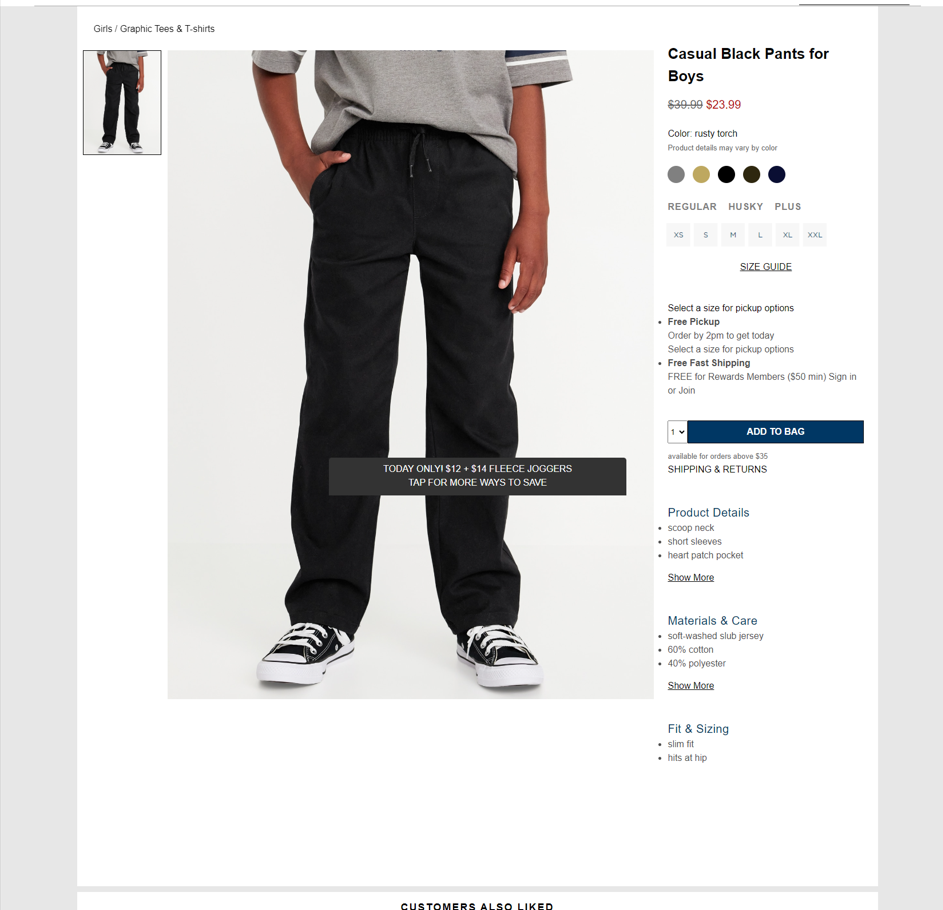 Girls / Graphic Tees & T-shirts
Casual Black Pants for
Boys
$39.99 $23.99
Color: rusty torch
Product details may vary by color
REGULAR HUSKY PLUS
XS S M L XL XXL
SIZE GUIDE
Select a size for pickup options
Free Pickup
Order by 2pm to get today
Select a size for pickup options
Free Fast Shipping
FREE for Rewards Members ($50 min) Sign in
or Join
1 ADD TO BAG
available for orders above $35
SHIPPING & RETURNS
TODAY ONLY! $12 + $14 FLEECE JOGGERS
TAP FOR MORE WAYS TO SAVE
Product Details
scoop neck
short sleeves
heart patch pocket
Show More
Materials & Care
soft-washed slub jersey
60% cotton
40% polyester
Show More
Fit & Sizing
slim fit
hits at hip
CUSTOMERS ALSO LIKED